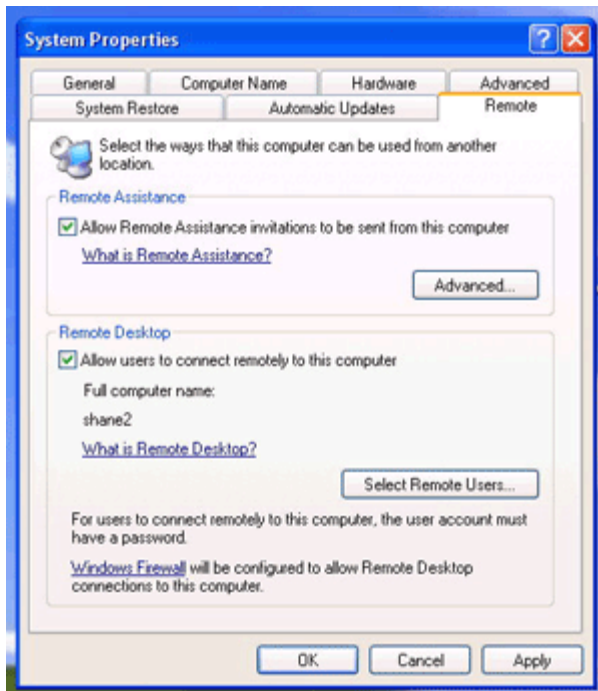 System Properties
General Computer Name Hardware Advanced
System Restore Automatic Updates Remote
Select the ways that this computer can be used from another
location.
Remote Assistance
Allow Remote Assistance invitations to be sent from this computer
What is Remote Assistance?
Advanced...
Remote Desktop
Allow users to connect remotely to this computer
Full computer name:
shane2
What is Remote Desktop?
Select Remote Users...
For users to connect remotely to this computer, the user account must
have a password.
Windows Firewall will be configured to allow Remote Desktop
connections to this computer.
OK Cancel Apply